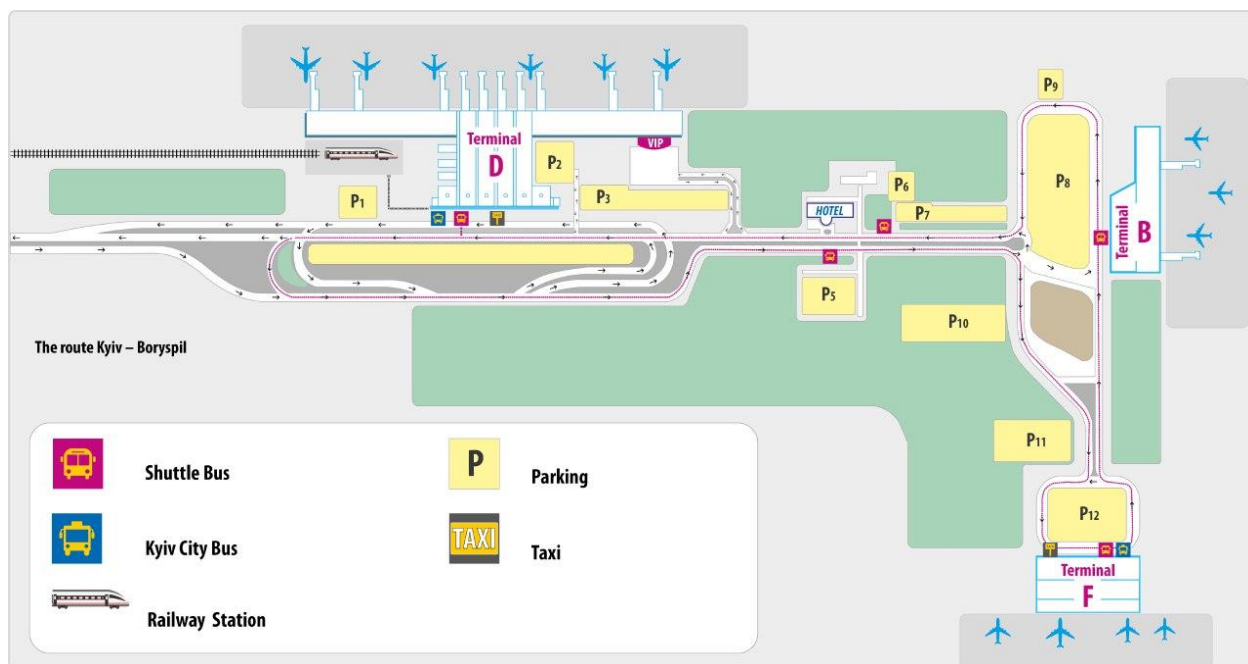 P9
Terminal
D
VIP
P2
P8
P6
P1
P3
HOTEL
P7
Terminal
B
P5
P10
The route Kyiv – Boryspil
P11
P12
Terminal
F
Shuttle Bus
P
Parking
Kyiv City Bus
TAXI
Taxi
Railway Station